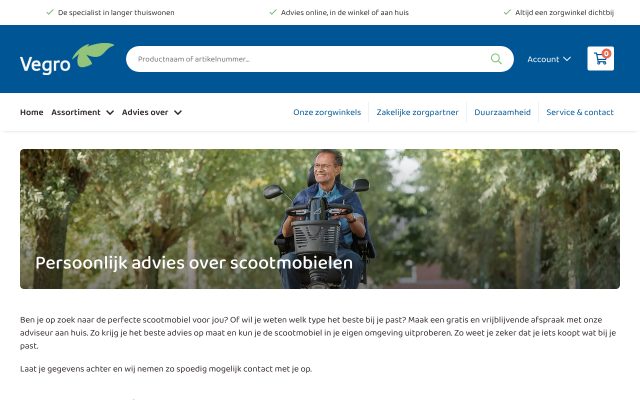 De specialist in langer thuiswonen
Advies online, in de winkel of aan huis
Altijd een zorgwinkel dichtbij
Vegro
Productnaam of artikelnummer...
Account
0
Home
Assortiment
Advies over
Onze zorgwinkels
Zakelijke zorgpartner
Duurzaamheid
Service & contact
Persoonlijk advies over scootmobielen
Ben je op zoek naar de perfecte scootmobiel voor jou? Of wil je weten welk type het beste bij je past? Maak een gratis en vrijblijvende afspraak met onze
adviseur aan huis. Zo krijg je het beste advies op maat en kun je de scootmobiel in je eigen omgeving uitproberen. Zo weet je zeker dat je iets koopt wat bij je
past.
Laat je gegevens achter en wij nemen zo spoedig mogelijk contact met je op.